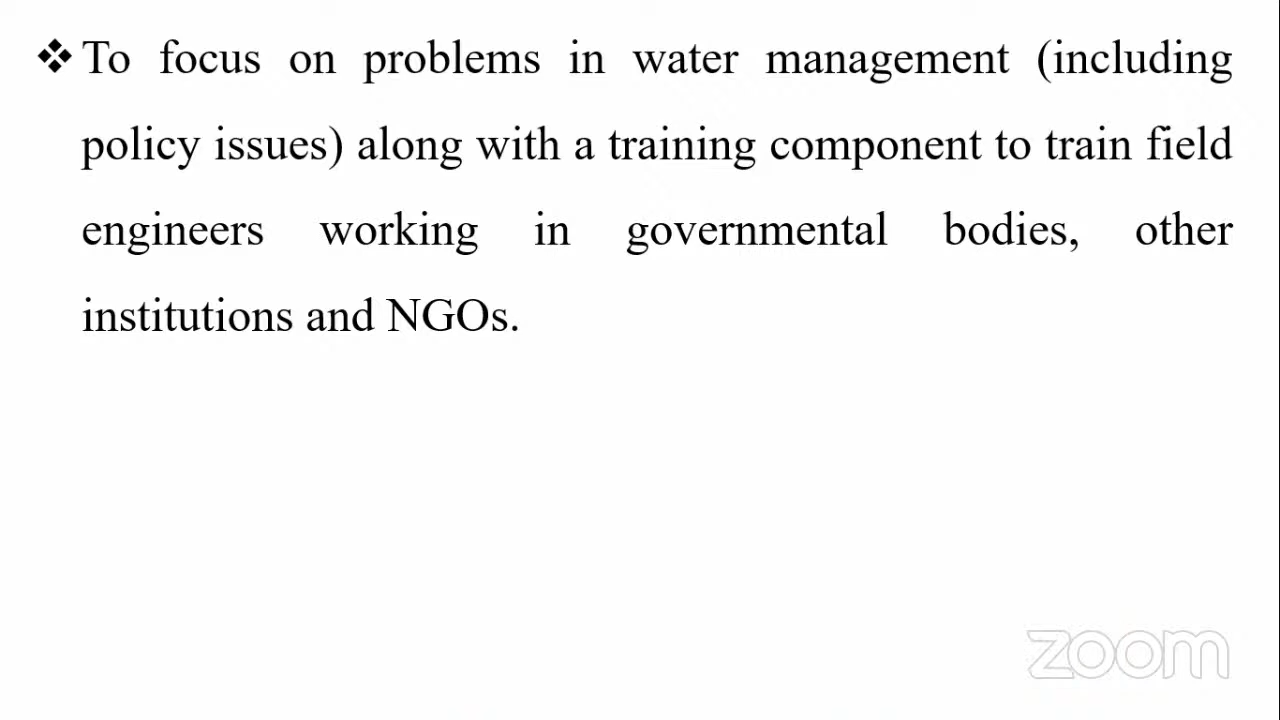 ❖ To focus on problems in water management (including
policy issues) along with a training component to train field
engineers working in governmental bodies, other
institutions and NGOs.
zoom